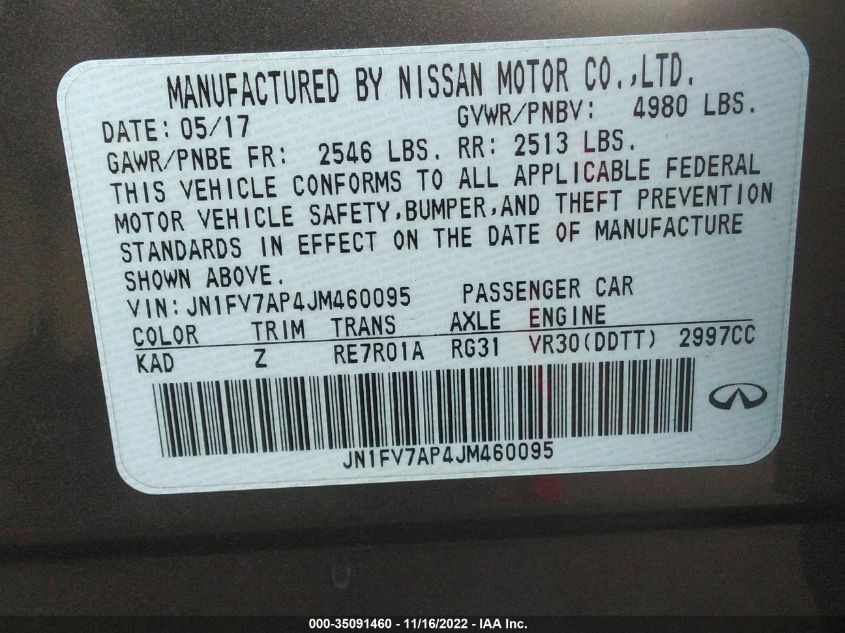 MANUFACTURED BY NISSAN MOTOR CO.,LTD.
DATE: 05/17 GVWR/PNBV: 4980 LBS.
GAWR/PNBE FR: 2546 LBS. RR: 2513 LBS.
THIS VEHICLE CONFORMS TO ALL APPLICABLE FEDERAL
MOTOR VEHICLE SAFETY,BUMPER,AND THEFT PREVENTION
STANDARDS IN EFFECT ON THE DATE OF MANUFACTURE
SHOWN ABOVE.
VIN:JN1FV7AP4JM460095 PASSENGER CAR
COLOR TRIM TRANS AXLE ENGINE
KAD Z RE7R01A RG31 VR30(DDTT) 2997CC
JN1FV7AP4JM460095
000-35091460 - 11/16/2022 - IAA Inc.